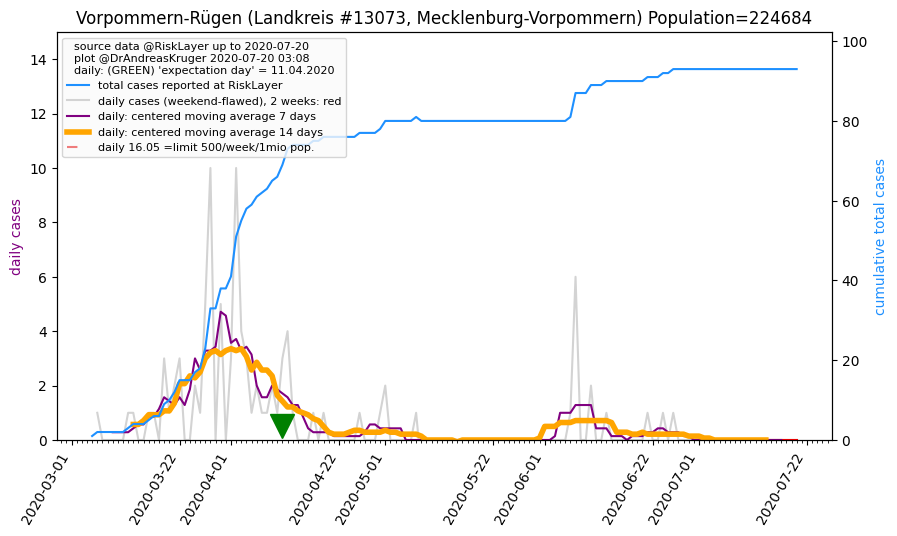 Vorpommern-Rügen (Landkreis #13073, Mecklenburg-Vorpommern) Population=224684
source data @RiskLayer up to 2020-07-20
plot @DrAndreasKruger 2020-07-20 03:08
daily: (GREEN) 'expectation day' = 11.04.2020
total cases reported at RiskLayer
daily cases (weekend-flawed), 2 weeks: red
daily: centered moving average 7 days
daily: centered moving average 14 days
daily 16.05 =limit 500/week/1mio pop.
daily cases
14
12
10
8
6
4
2
0
cumulative total cases
100
80
60
40
20
0
2020-03-01
2020-03-22
2020-04-01
2020-04-22
2020-05-01
2020-05-22
2020-06-01
2020-06-22
2020-07-01
2020-07-22